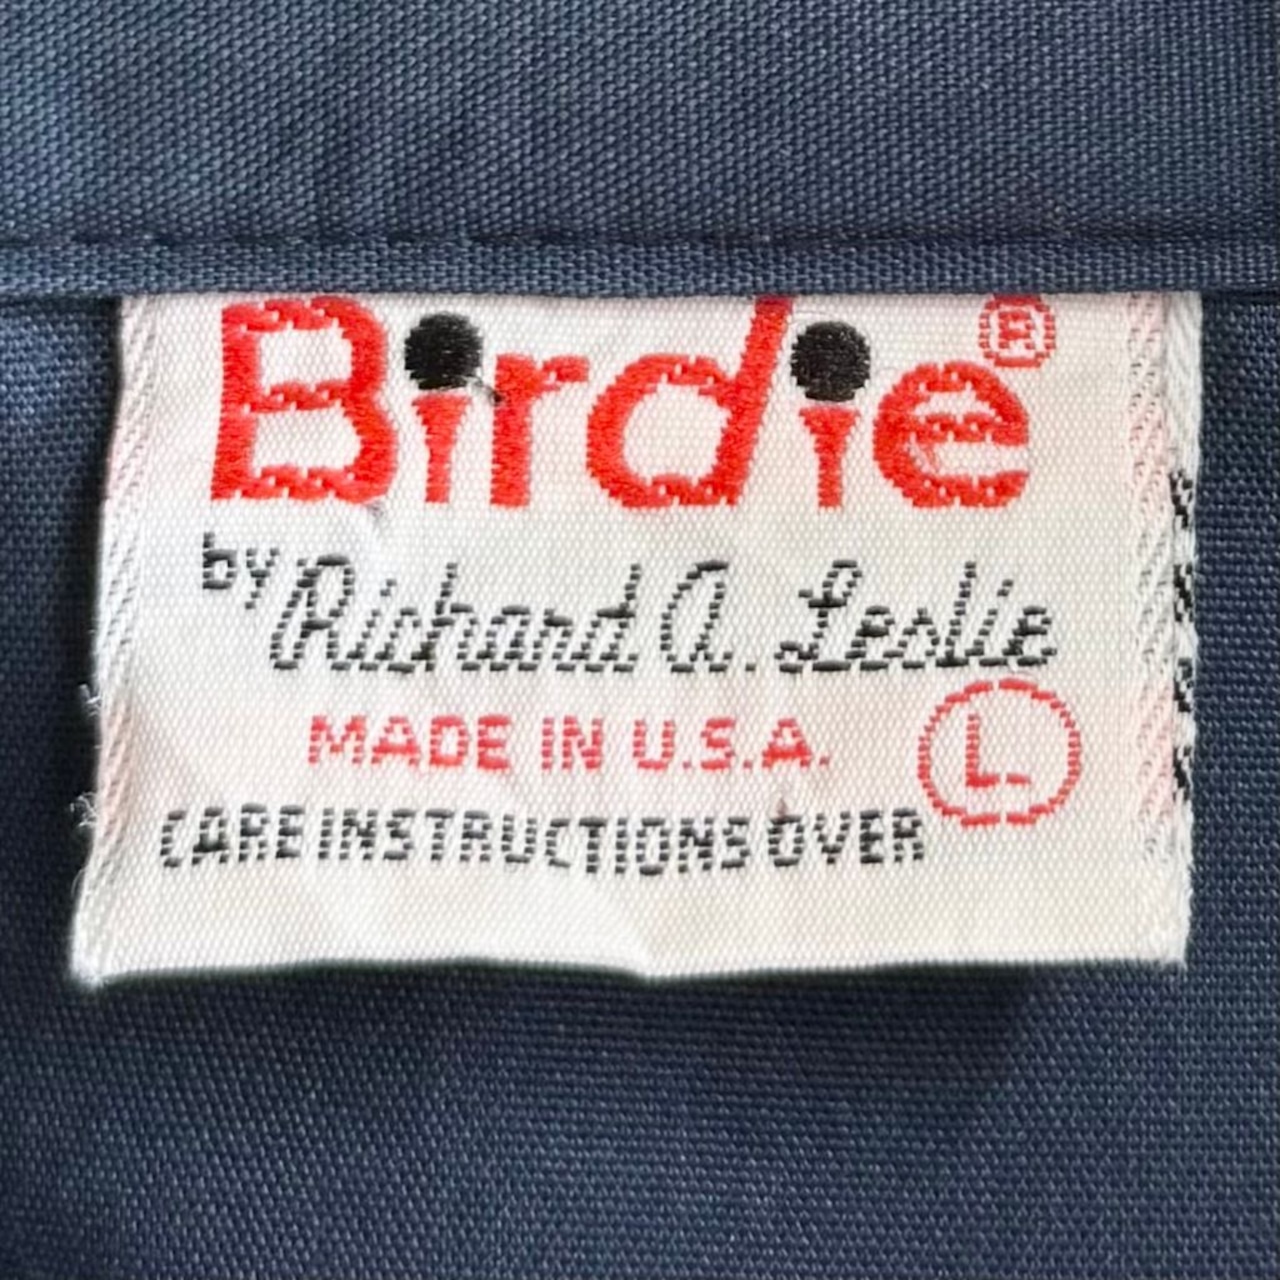 Birdie®
by Richard A. Leslie
MADE IN U.S.A. L
CARE INSTRUCTIONS OVER